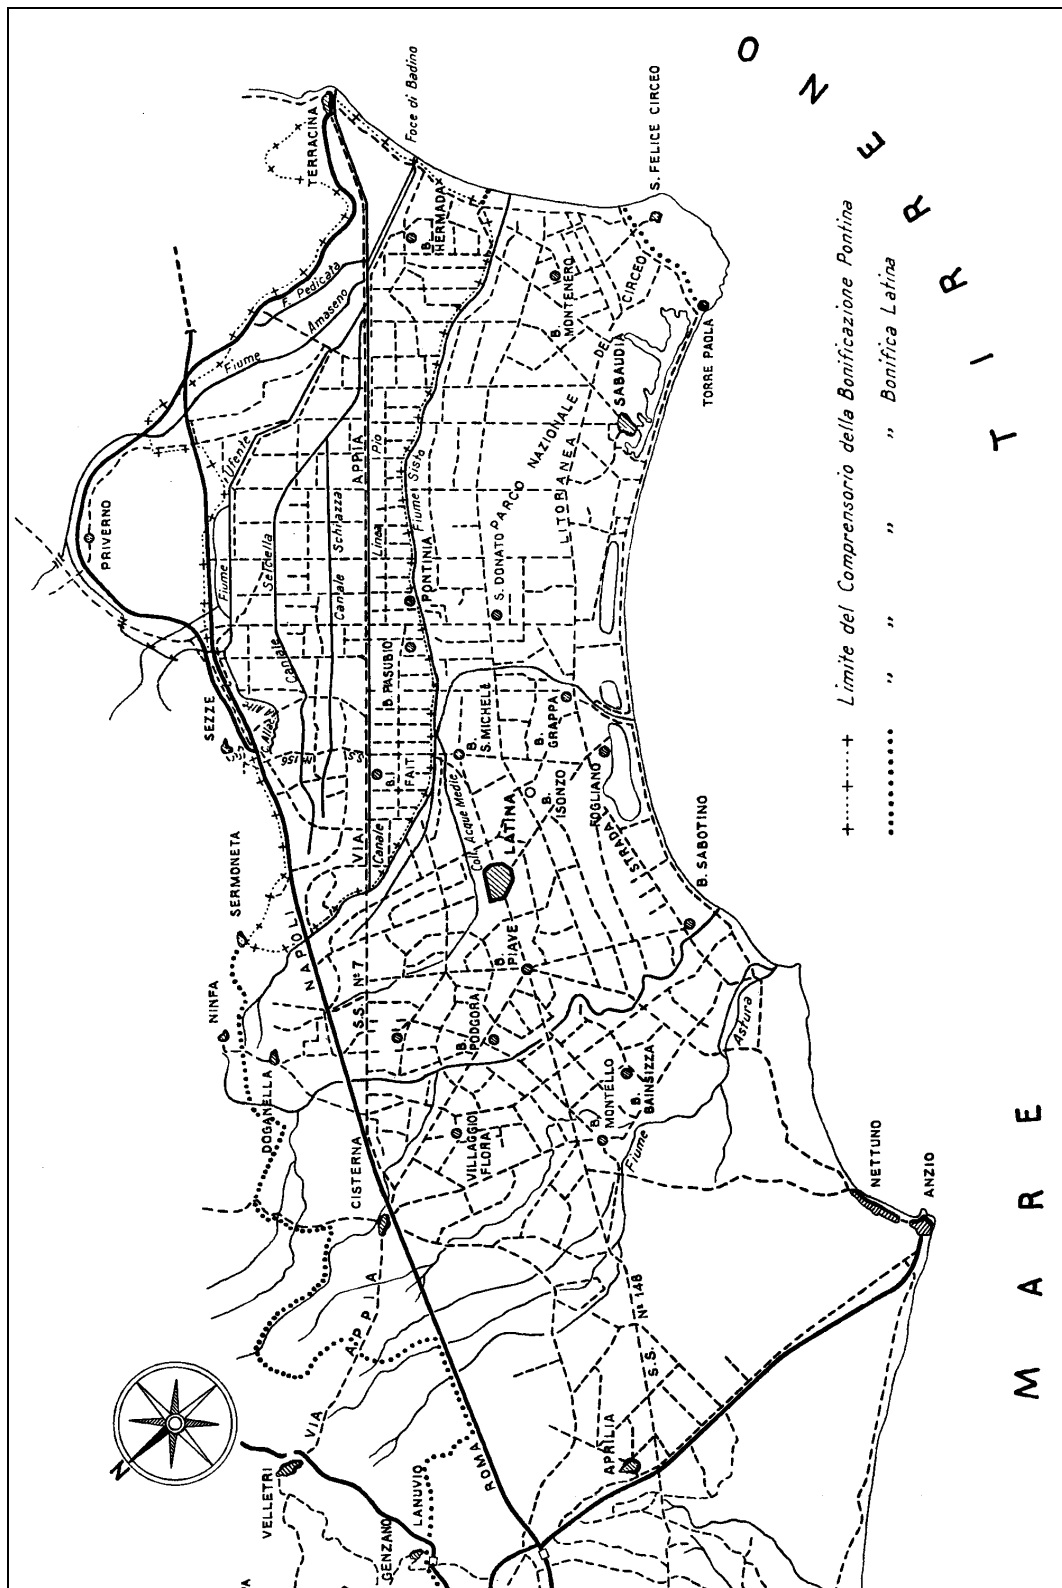 MARE TIRRENO
+·····+·····+ Limite del Comprensorio della Bonificazione Pontina
•••••••••• „ „ „ „ Bonifica Latina
N
VELLETRI
GENZANO
LANUVIO
ROMA
VIA APPIA
APRILIA
S.S. N° 148
ANZIO
NETTUNO
CISTERNA
DOGANELLA
NINFA
VILLAGGIO
FLORA
B.
PODGORA
B.
MONTELLO
B.
BAINSIZZA
Fiume
Astura
S.S. N° 7
NAPOLI
SERMONETA
B.
PIAVE
LATINA
B. SABOTINO
STRADA
FOGLIANO
B.
ISONZO
B.
GRAPPA
B.
S. MICHELE
Coll. Acque Medie
VIA
Canale
B.
FAITI
S.S.
N° 156
SEZZE
B. PASUBIO
PONTINIA
S. DONATO
PARCO NAZIONALE DEL CIRCEO
LITORANEA
Canale Selcella
Canale Schiazza
APPIA
Linea Pio
Fiume Sisto
Fiume Ufente
PRIVERNO
Fiume Amaseno
F. Pedicata
SABAUDIA
TORRE PAOLA
B.
MONTENERO
S. FELICE CIRCEO
B.
HERMADA
Foce di Badino
TERRACINA